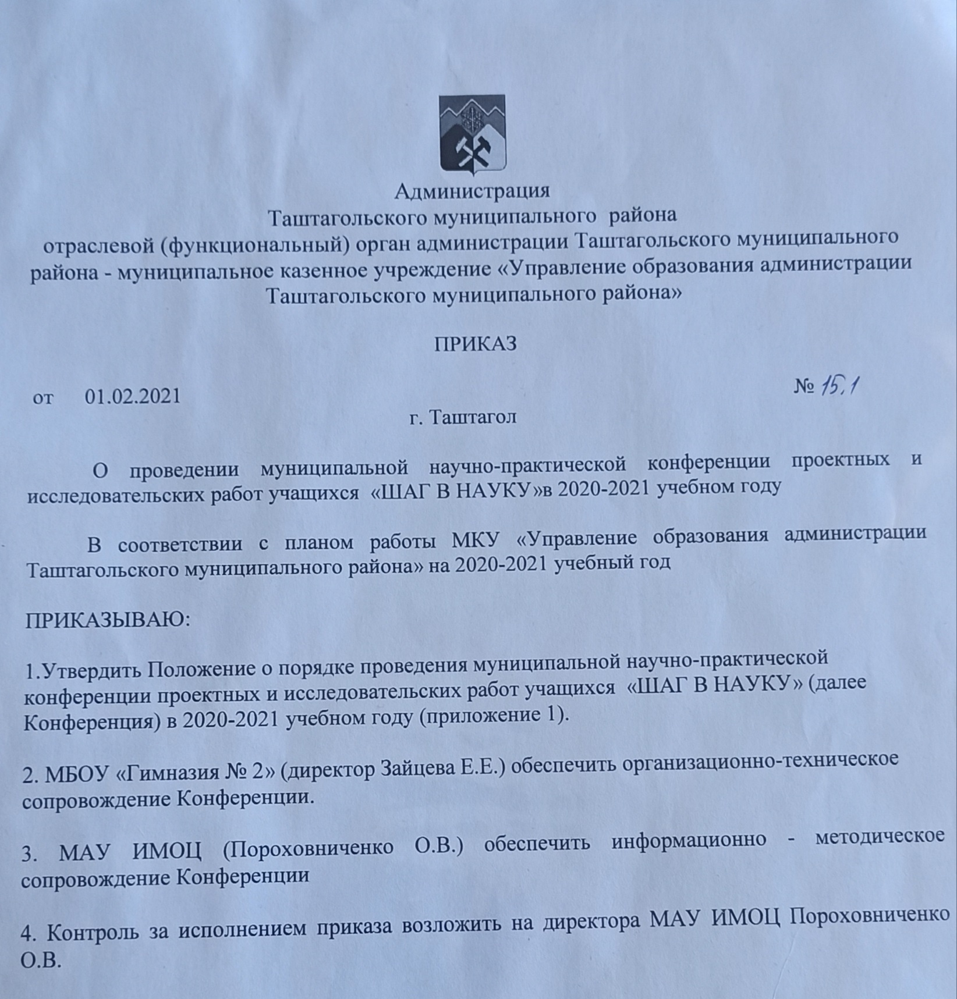 Администрация
Таштагольского муниципального района
отраслевой (функциональный) орган администрации Таштагольского муниципального
района - муниципальное казенное учреждение «Управление образования администрации
Таштагольского муниципального района»
ПРИКАЗ
от 01.02.2021 № 15.1
г. Таштагол
О проведении муниципальной научно-практической конференции проектных и
исследовательских работ учащихся «ШАГ В НАУКУ»в 2020-2021 учебном году
В соответствии с планом работы МКУ «Управление образования администрации
Таштагольского муниципального района» на 2020-2021 учебный год
ПРИКАЗЫВАЮ:
1.Утвердить Положение о порядке проведения муниципальной научно-практической
конференции проектных и исследовательских работ учащихся «ШАГ В НАУКУ» (далее
Конференция) в 2020-2021 учебном году (приложение 1).
2. МБОУ «Гимназия № 2» (директор Зайцева Е.Е.) обеспечить организационно-техническое
сопровождение Конференции.
3. МАУ ИМОЦ (Пороховниченко О.В.) обеспечить информационно - методическое
сопровождение Конференции
4. Контроль за исполнением приказа возложить на директора МАУ ИМОЦ Пороховниченко
О.В.